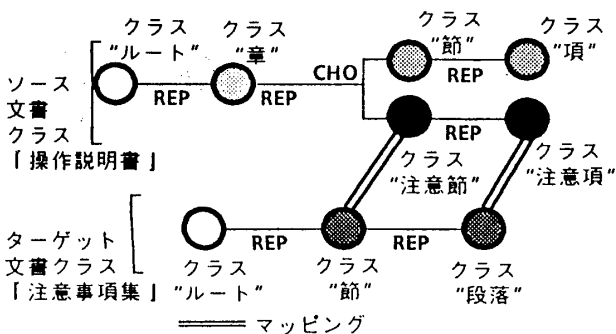 クラス
"ルート"
クラス
"章"
クラス
"節"
クラス
"項"
CHO
REP
REP
REP
ソース
文書
クラス
「操作説明書」
REP
クラス
"注意節"
クラス
"注意項"
ターゲット
文書クラス
「注意事項集」
REP
REP
クラス
"ルート"
クラス
"節"
クラス
"段落"
マッピング